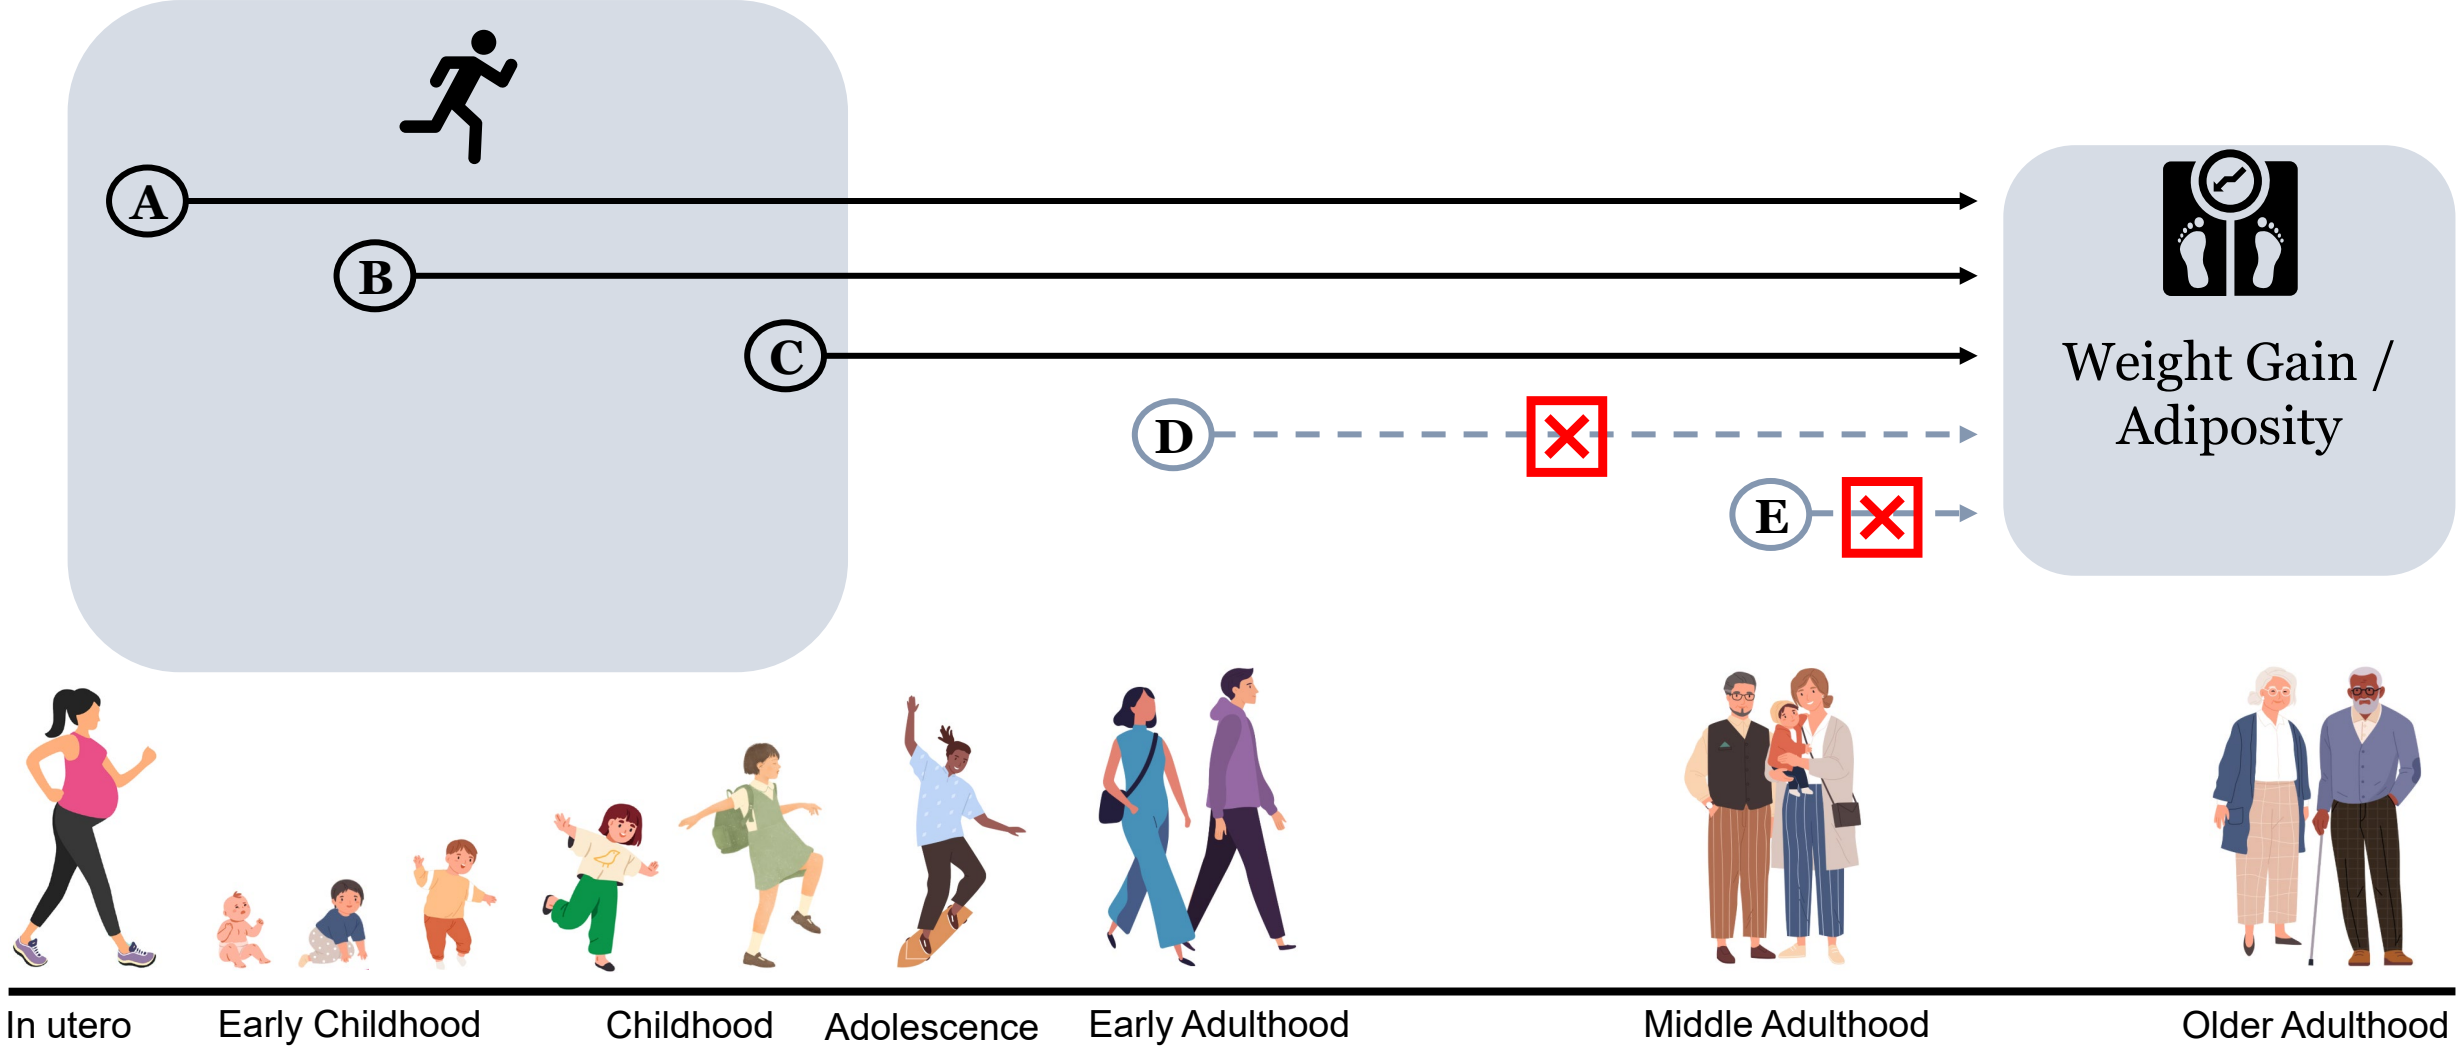 A
B
C
D
E
Weight Gain /
Adiposity
In utero
Early Childhood
Childhood
Adolescence
Early Adulthood
Middle Adulthood
Older Adulthood